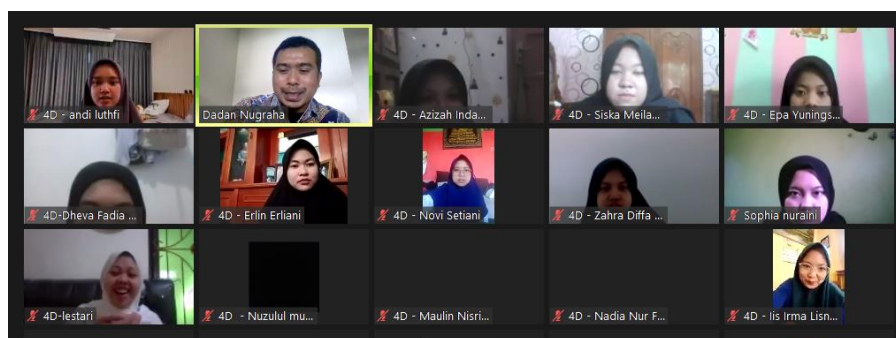 4D - andi luthfi
Dadan Nugraha
4D - Azizah Inda...
4D - Siska Meila...
4D - Epa Yunings...
4D-Dheva Fadia ...
4D - Erlin Erliani
4D - Novi Setiani
4D - Zahra Diffa ...
Sophia nuraini
4D-lestari
4D - Nuzulul mu...
4D - Maulin Nisri...
4D - Nadia Nur F...
4D - Iis Irma Lisn...